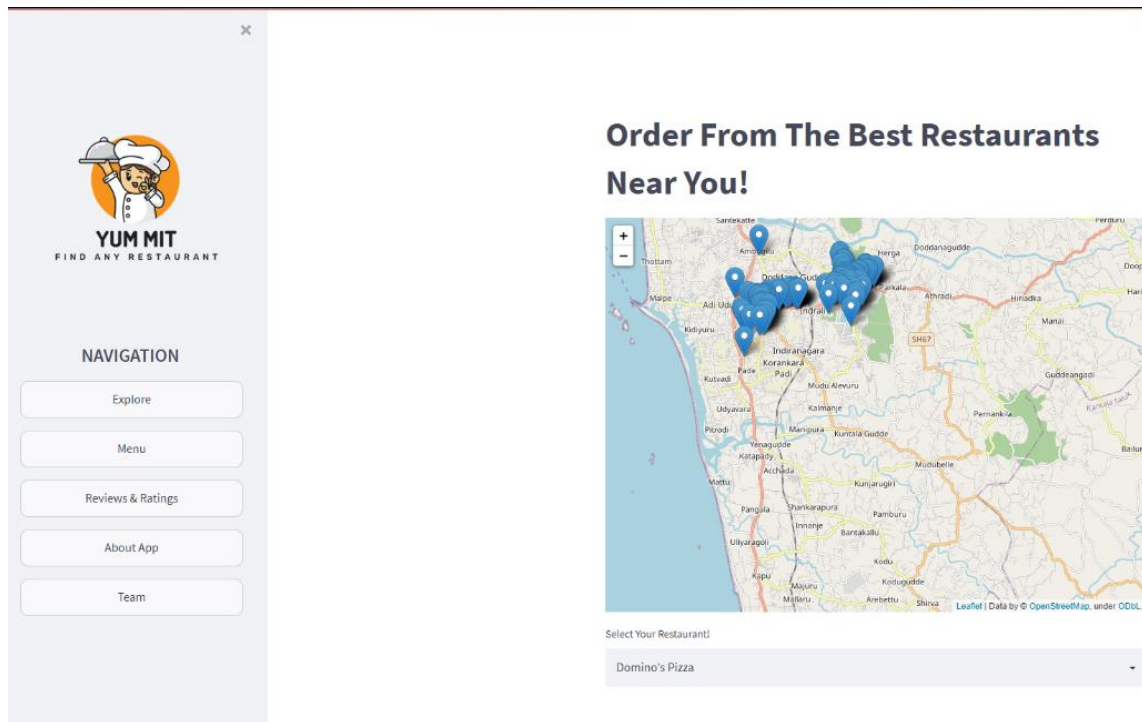 ×
YUM MIT
FIND ANY RESTAURANT
NAVIGATION
Explore
Menu
Reviews & Ratings
About App
Team
Order From The Best Restaurants
Near You!
+
−
Santekatte
Perduru
Herga
Doddanagudde
Thottam
Parkala
Malpe
Athradi
Hiriadka
Indrali
Kidiyuru
Manai
SH67
Indiranagara
Korankara
Padi
Guddeangadi
Kutvadi
Mudu Alevuru
Udyavara
Kalmanje
Pernankila
Pitrodi
Manipura
Kuntala Gudde
Yenagudde
Katapady
Mudubelle
Acchada
Mattu
Kunjarugiri
Pangala
Shankarapura
Pamburu
Innanje
Bantakallu
Uliyaragoli
Kodu
Kapu
Majuru
Kodugudde
Mallaru
Arebettu
Shirva
Leaflet | Data by © OpenStreetMap, under ODbL.
Select Your Restaurant!
Domino's Pizza